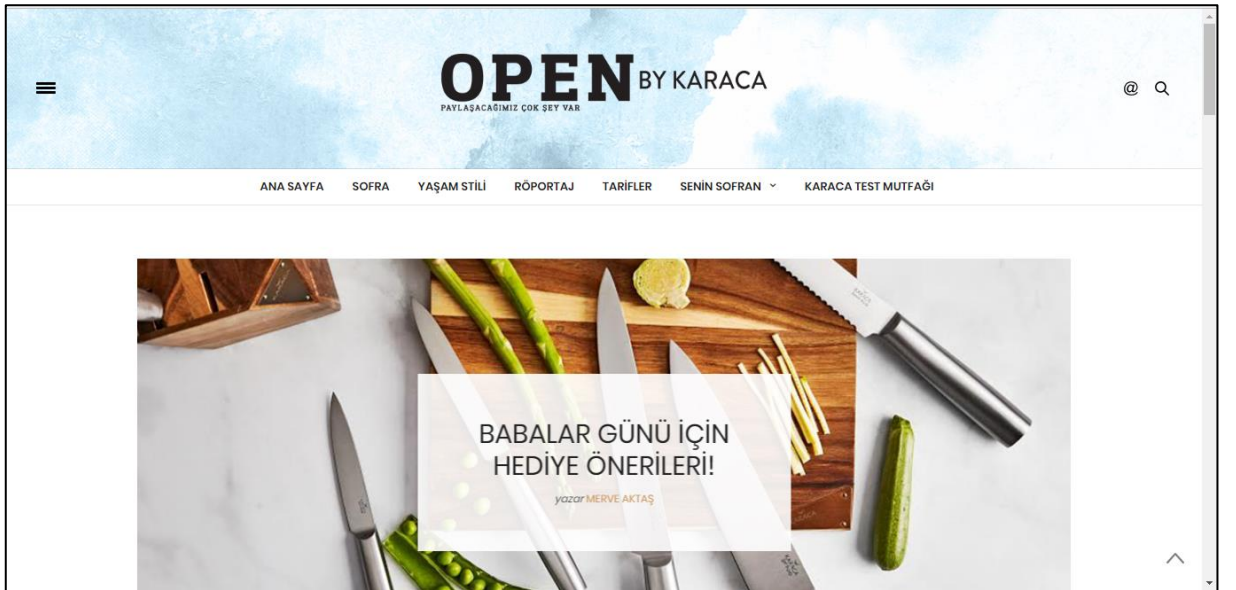 OPEN BY KARACA
PAYLAŞACAĞIMIZ ÇOK ŞEY VAR
@
ANA SAYFA SOFRA YAŞAM STİLİ RÖPORTAJ TARİFLER SENİN SOFRAN KARACA TEST MUTFAĞI
BABALAR GÜNÜ İÇİN
HEDİYE ÖNERİLERİ!
yazar MERVE AKTAŞ